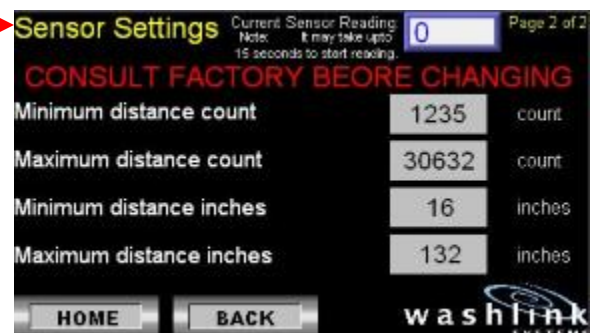 Sensor Settings
Current Sensor Reading:
Note: It may take upto
15 seconds to start reading.
0
Page 2 of 2
CONSULT FACTORY BEORE CHANGING
Minimum distance count 1235 count
Maximum distance count 30632 count
Minimum distance inches 16 inches
Maximum distance inches 132 inches
HOME BACK washlink
SYSTEMS